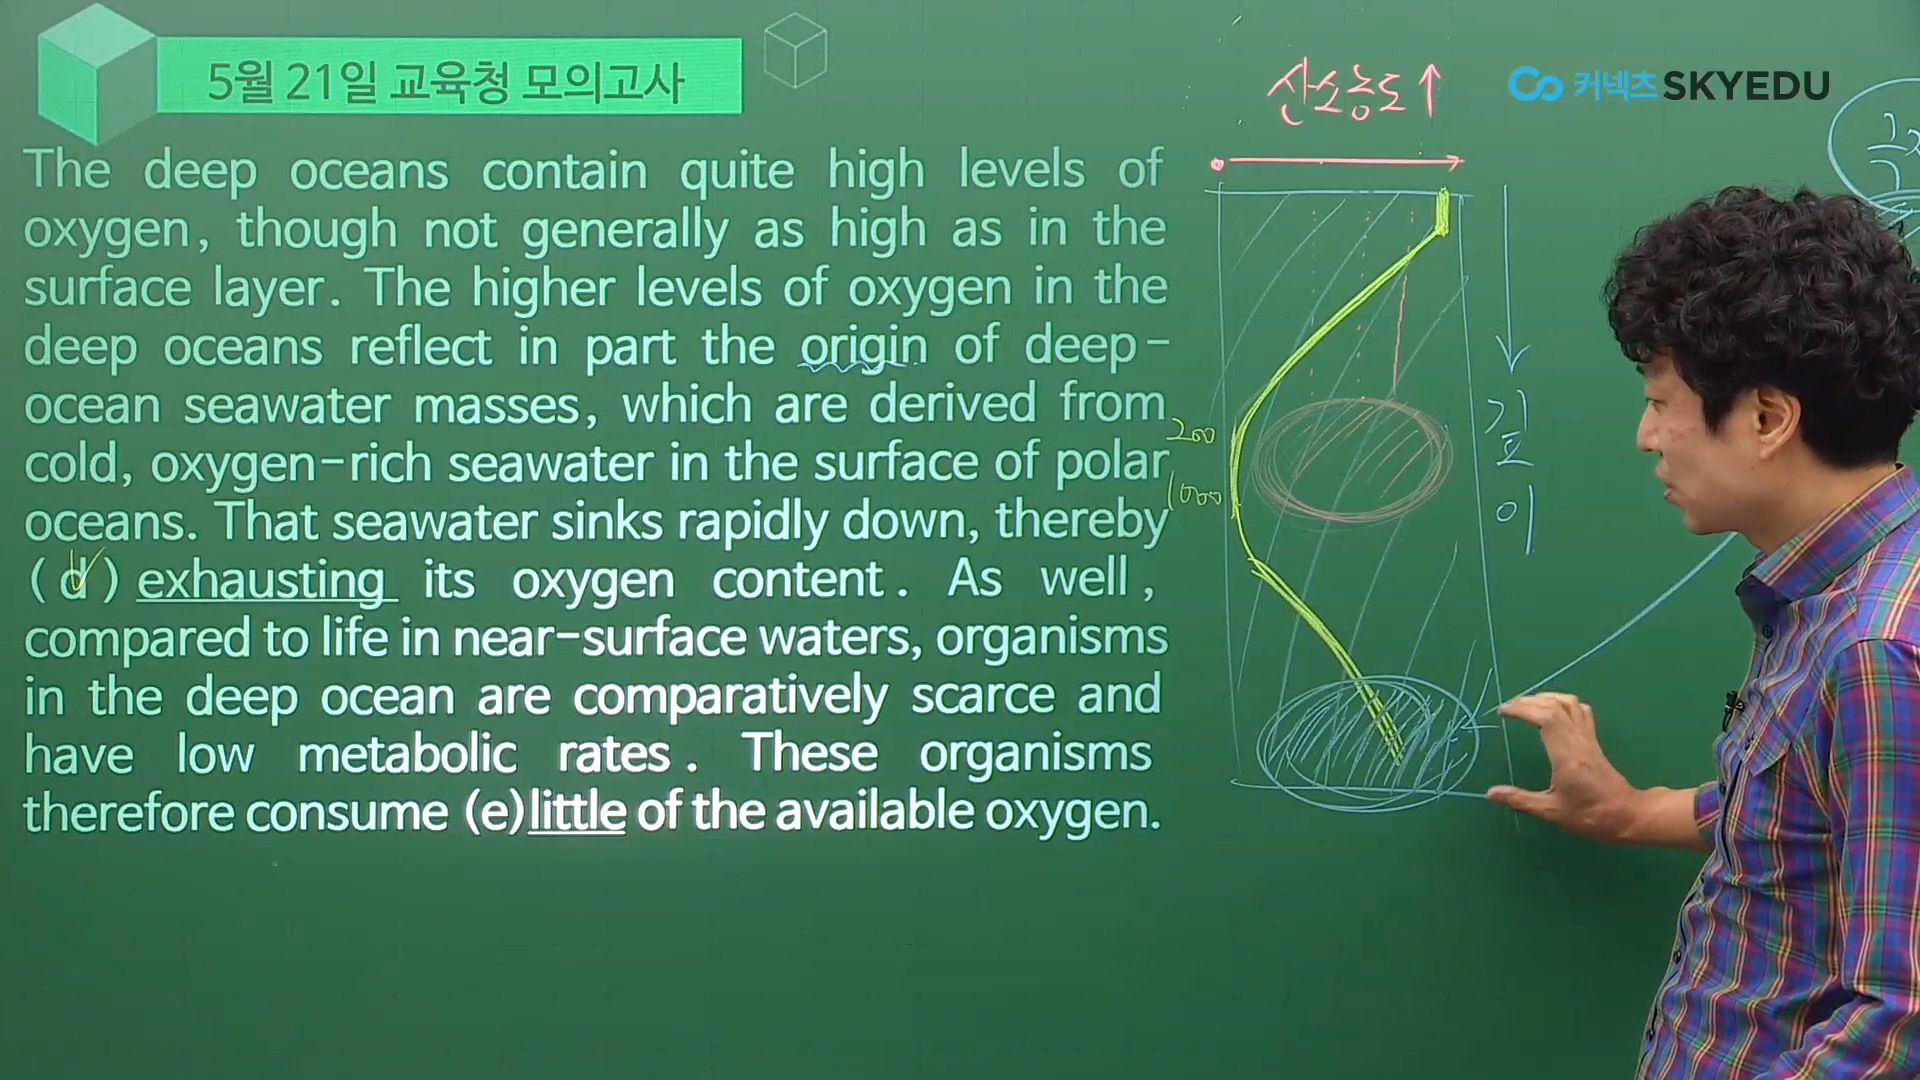 5월 21일 교육청 모의고사
산소농도↑
커넥츠 SKYEDU
The deep oceans contain quite high levels of
oxygen, though not generally as high as in the
surface layer. The higher levels of oxygen in the
deep oceans reflect in part the origin of deep-
ocean seawater masses, which are derived from
cold, oxygen-rich seawater in the surface of polar
oceans. That seawater sinks rapidly down, thereby
(d) exhausting its oxygen content. As well,
compared to life in near-surface waters, organisms
in the deep ocean are comparatively scarce and
have low metabolic rates. These organisms
therefore consume (e)little of the available oxygen.
200
1000
깊
이